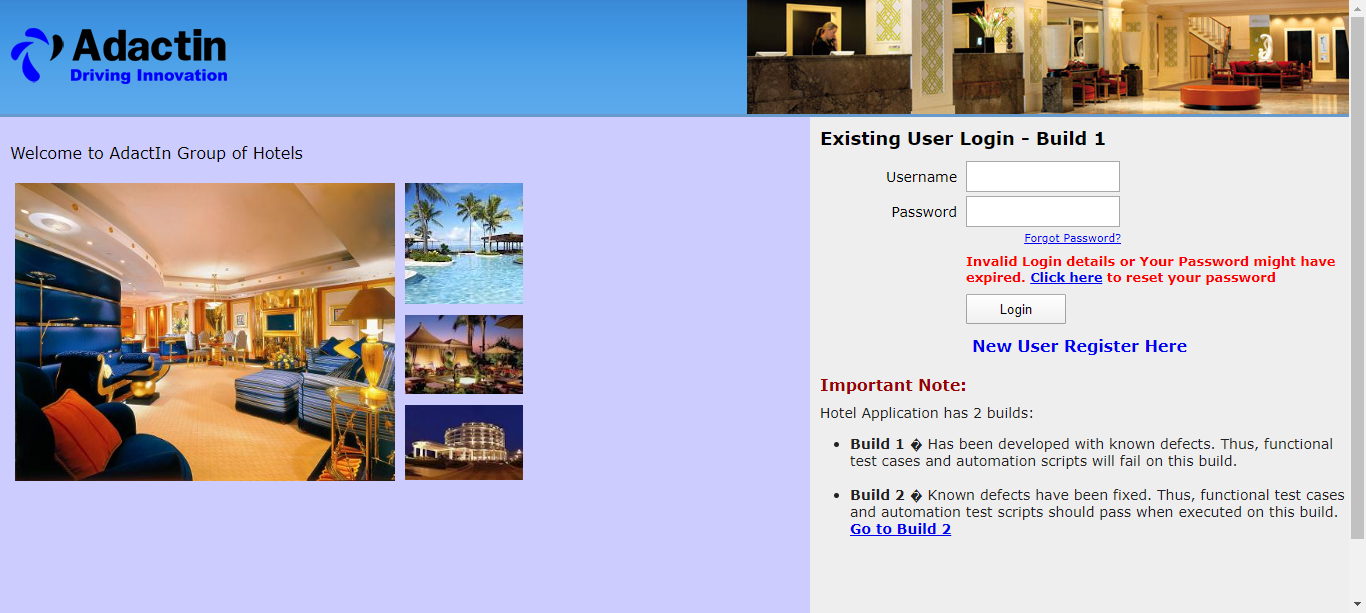 Adactin
Driving Innovation
Existing User Login - Build 1
Welcome to AdactIn Group of Hotels
Username
Password
Forgot Password?
Invalid Login details or Your Password might have
expired. Click here to reset your password
Login
New User Register Here
Important Note:
Hotel Application has 2 builds:
• Build 1 � Has been developed with known defects. Thus, functional
test cases and automation scripts will fail on this build.
• Build 2 � Known defects have been fixed. Thus, functional test cases
and automation test scripts should pass when executed on this build.
Go to Build 2